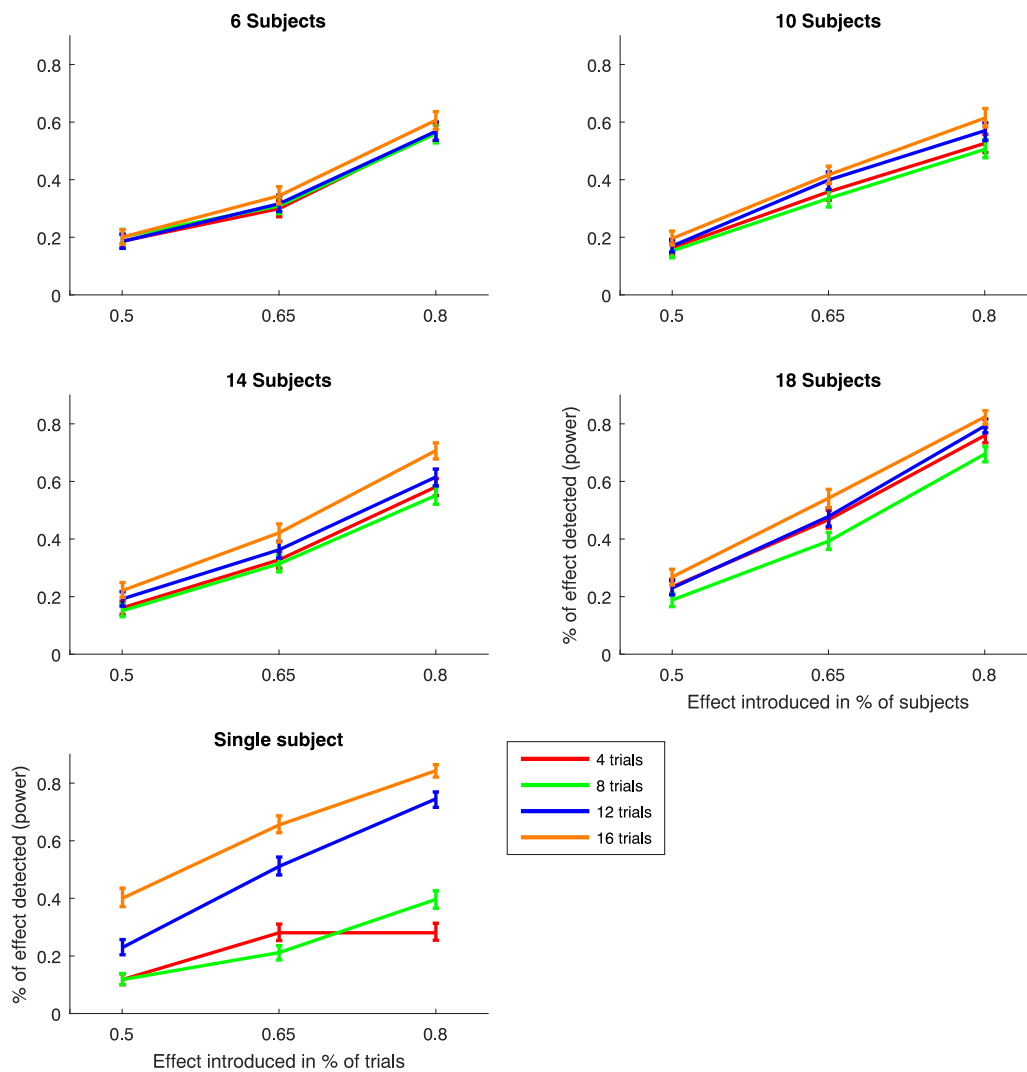 6 Subjects
0.8
0.6
0.4
0.2
0
0.5 0.65 0.8
10 Subjects
0.8
0.6
0.4
0.2
0
0.5 0.65 0.8
14 Subjects
0.8
0.6
0.4
0.2
0
0.5 0.65 0.8
18 Subjects
% of effect detected (power)
0.8
0.6
0.4
0.2
0
0.5 0.65 0.8
Effect introduced in % of subjects
Single subject
% of effect detected (power)
0.8
0.6
0.4
0.2
0
0.5 0.65 0.8
Effect introduced in % of trials
4 trials
8 trials
12 trials
16 trials